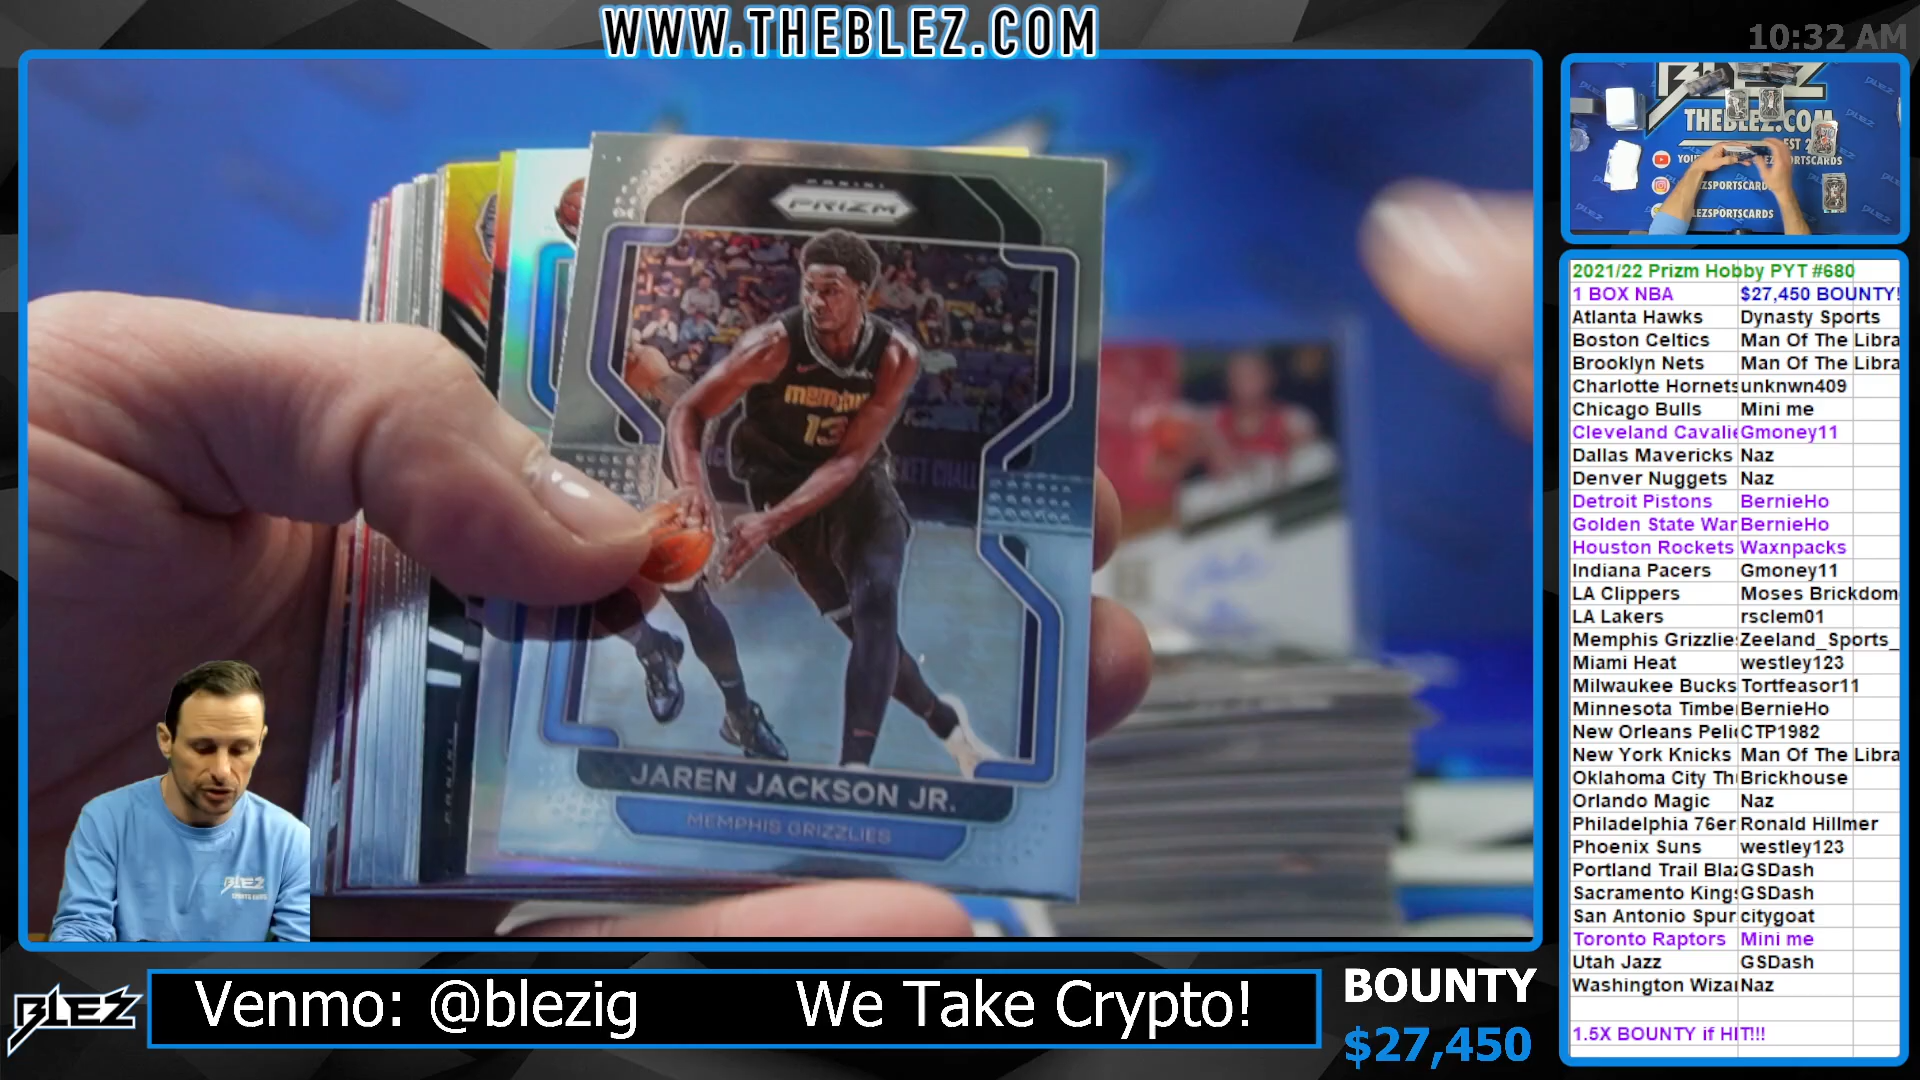 WWW.THEBLEZ.COM
10:32 AM
PANINI
PRIZM
MEMPHIS
13
JAREN JACKSON JR.
MEMPHIS GRIZZLIES
BLEZ
THEBLEZ.COM
2021/22 Prizm Hobby PYT #680
1 BOX NBA $27,450 BOUNTY!
Atlanta Hawks Dynasty Sports
Boston Celtics Man Of The Libra
Brooklyn Nets Man Of The Libra
Charlotte Hornets unknwn409
Chicago Bulls Mini me
Cleveland Cavalie Gmoney11
Dallas Mavericks Naz
Denver Nuggets Naz
Detroit Pistons BernieHo
Golden State War BernieHo
Houston Rockets Waxnpacks
Indiana Pacers Gmoney11
LA Clippers Moses Brickdom
LA Lakers rsclem01
Memphis Grizzlie Zeeland_Sports_
Miami Heat westley123
Milwaukee Bucks Tortfeasor11
Minnesota Timbe BernieHo
New Orleans Peli CTP1982
New York Knicks Man Of The Libra
Oklahoma City Th Brickhouse
Orlando Magic Naz
Philadelphia 76er Ronald Hillmer
Phoenix Suns westley123
Portland Trail Blaz GSDash
Sacramento King GSDash
San Antonio Spur citygoat
Toronto Raptors Mini me
Utah Jazz GSDash
Washington Wiza Naz
1.5X BOUNTY if HIT!!!
BLEZ
BLEZ
Venmo: @blezig We Take Crypto!
BOUNTY
$27,450